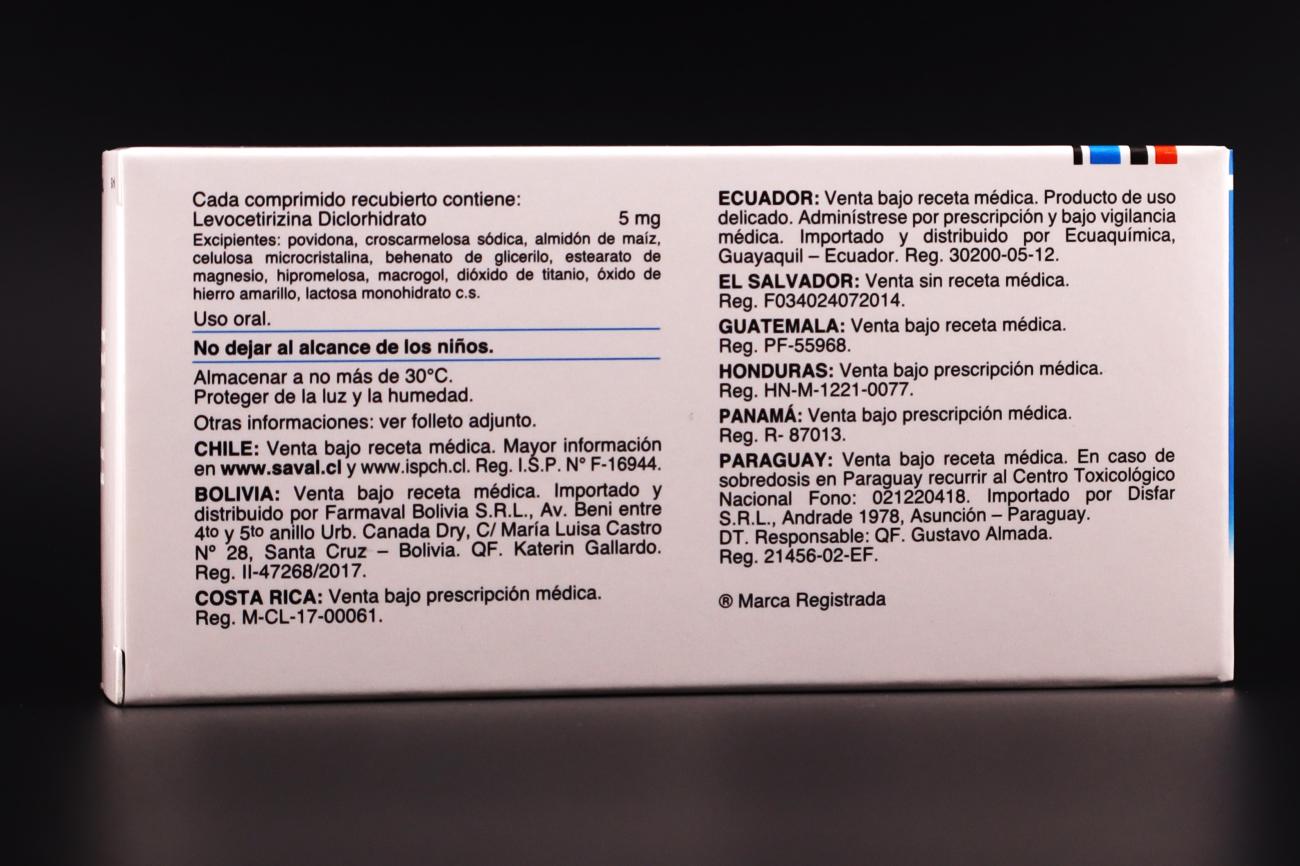 Cada comprimido recubierto contiene:
Levocetirizina Diclorhidrato 5 mg
Excipientes: povidona, croscarmelosa sódica, almidón de maíz,
celulosa microcristalina, behenato de glicerilo, estearato de
magnesio, hipromelosa, macrogol, dióxido de titanio, óxido de
hierro amarillo, lactosa monohidrato c.s.
Uso oral.
No dejar al alcance de los niños.
Almacenar a no más de 30°C.
Proteger de la luz y la humedad.
Otras informaciones: ver folleto adjunto.
CHILE: Venta bajo receta médica. Mayor información
en www.saval.cl y www.ispch.cl. Reg. I.S.P. N° F-16944.
BOLIVIA: Venta bajo receta médica. Importado y
distribuido por Farmaval Bolivia S.R.L., Av. Beni entre
4to y 5to anillo Urb. Canada Dry, C/ María Luisa Castro
N° 28, Santa Cruz – Bolivia. QF. Katerin Gallardo.
Reg. II-47268/2017.
COSTA RICA: Venta bajo prescripción médica.
Reg. M-CL-17-00061.
ECUADOR: Venta bajo receta médica. Producto de uso
delicado. Adminístrese por prescripción y bajo vigilancia
médica. Importado y distribuido por Ecuaquímica,
Guayaquil – Ecuador. Reg. 30200-05-12.
EL SALVADOR: Venta sin receta médica.
Reg. F034024072014.
GUATEMALA: Venta bajo receta médica.
Reg. PF-55968.
HONDURAS: Venta bajo prescripción médica.
Reg. HN-M-1221-0077.
PANAMÁ: Venta bajo prescripción médica.
Reg. R- 87013.
PARAGUAY: Venta bajo receta médica. En caso de
sobredosis en Paraguay recurrir al Centro Toxicológico
Nacional Fono: 021220418. Importado por Disfar
S.R.L., Andrade 1978, Asunción – Paraguay.
DT. Responsable: QF. Gustavo Almada.
Reg. 21456-02-EF.
® Marca Registrada